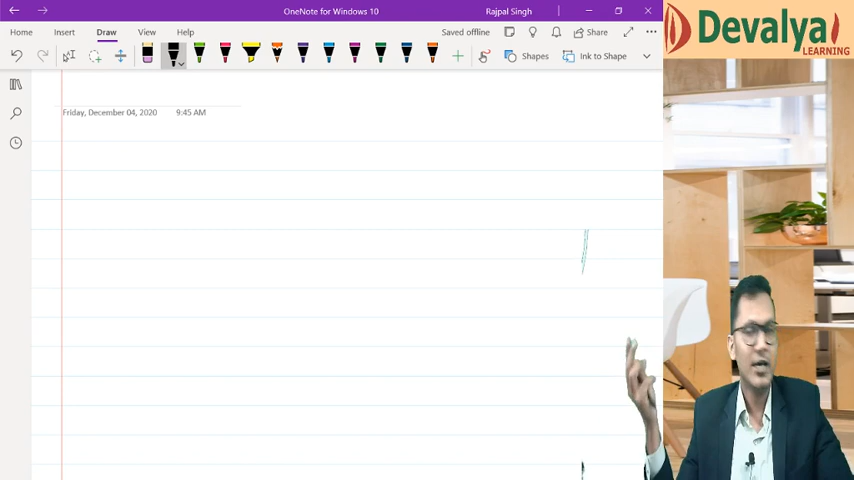 OneNote for Windows 10
Rajpal Singh
Home
Insert
Draw
View
Help
Saved offline
Share
Shapes
Ink to Shape
Friday, December 04, 2020
9:45 AM
Devalya
LEARNING